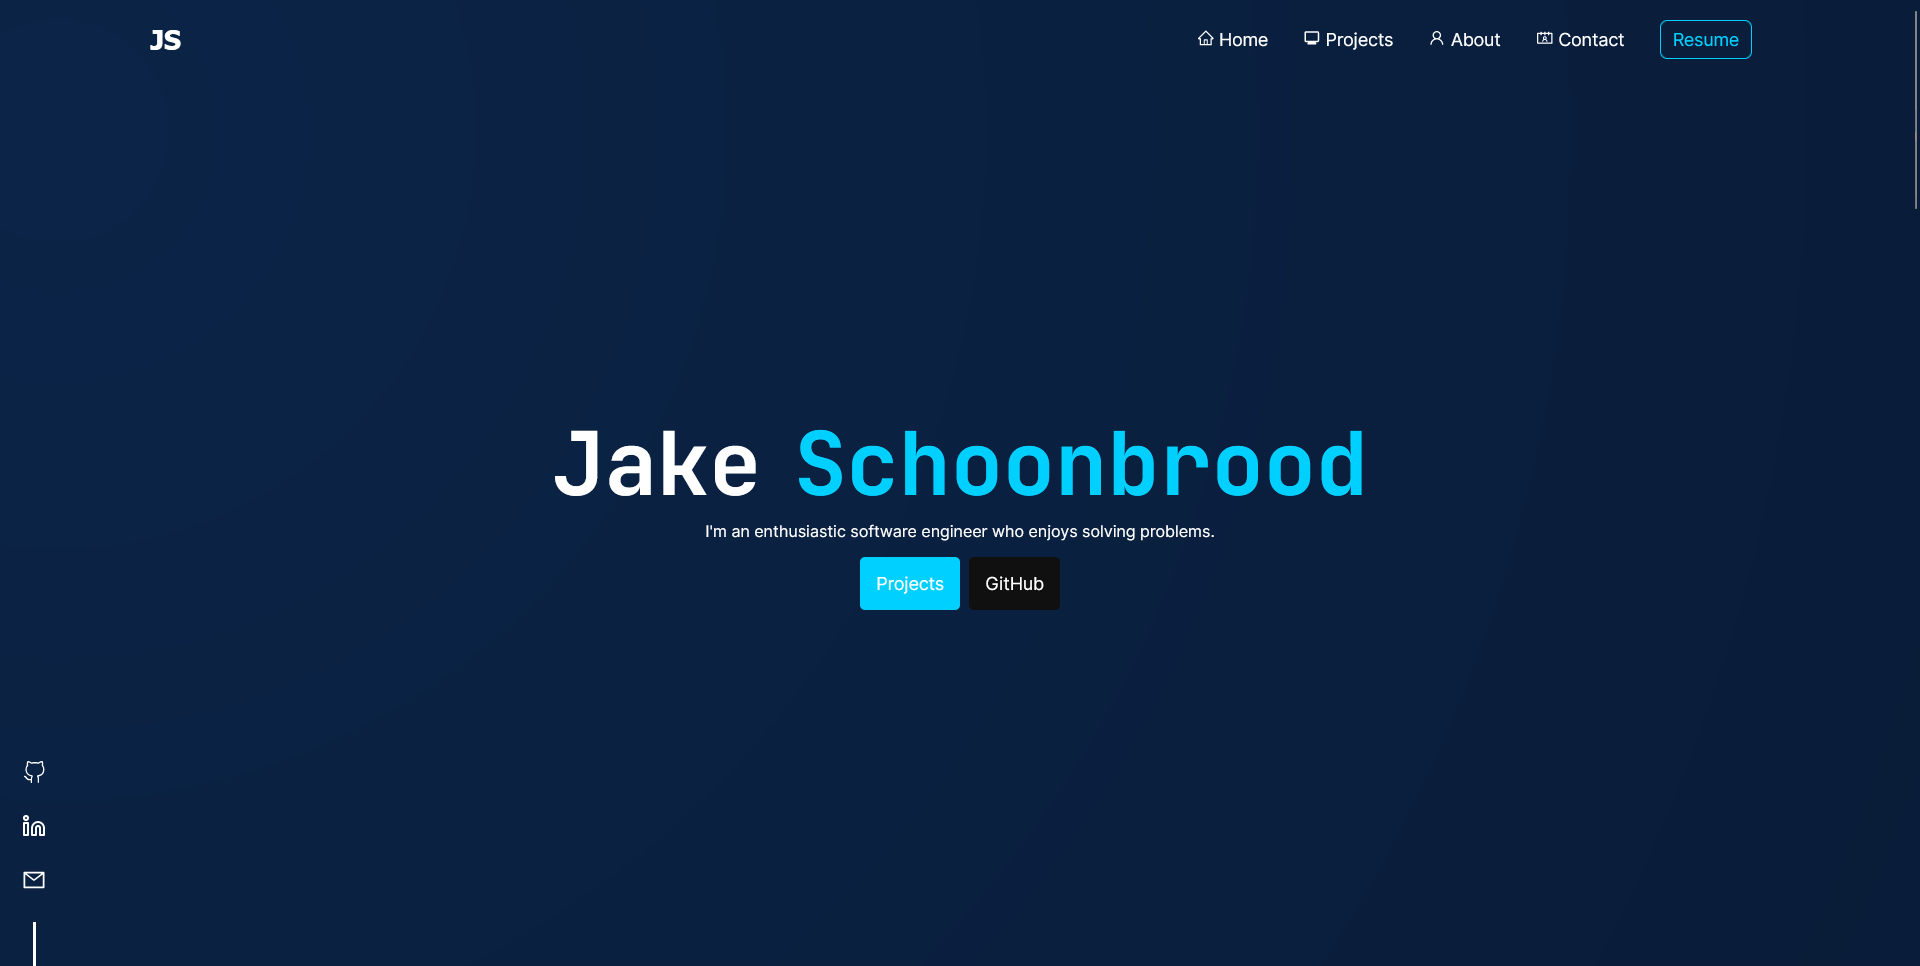 JS
Home Projects About Contact Resume
Jake Schoonbrood
I'm an enthusiastic software engineer who enjoys solving problems.
Projects GitHub